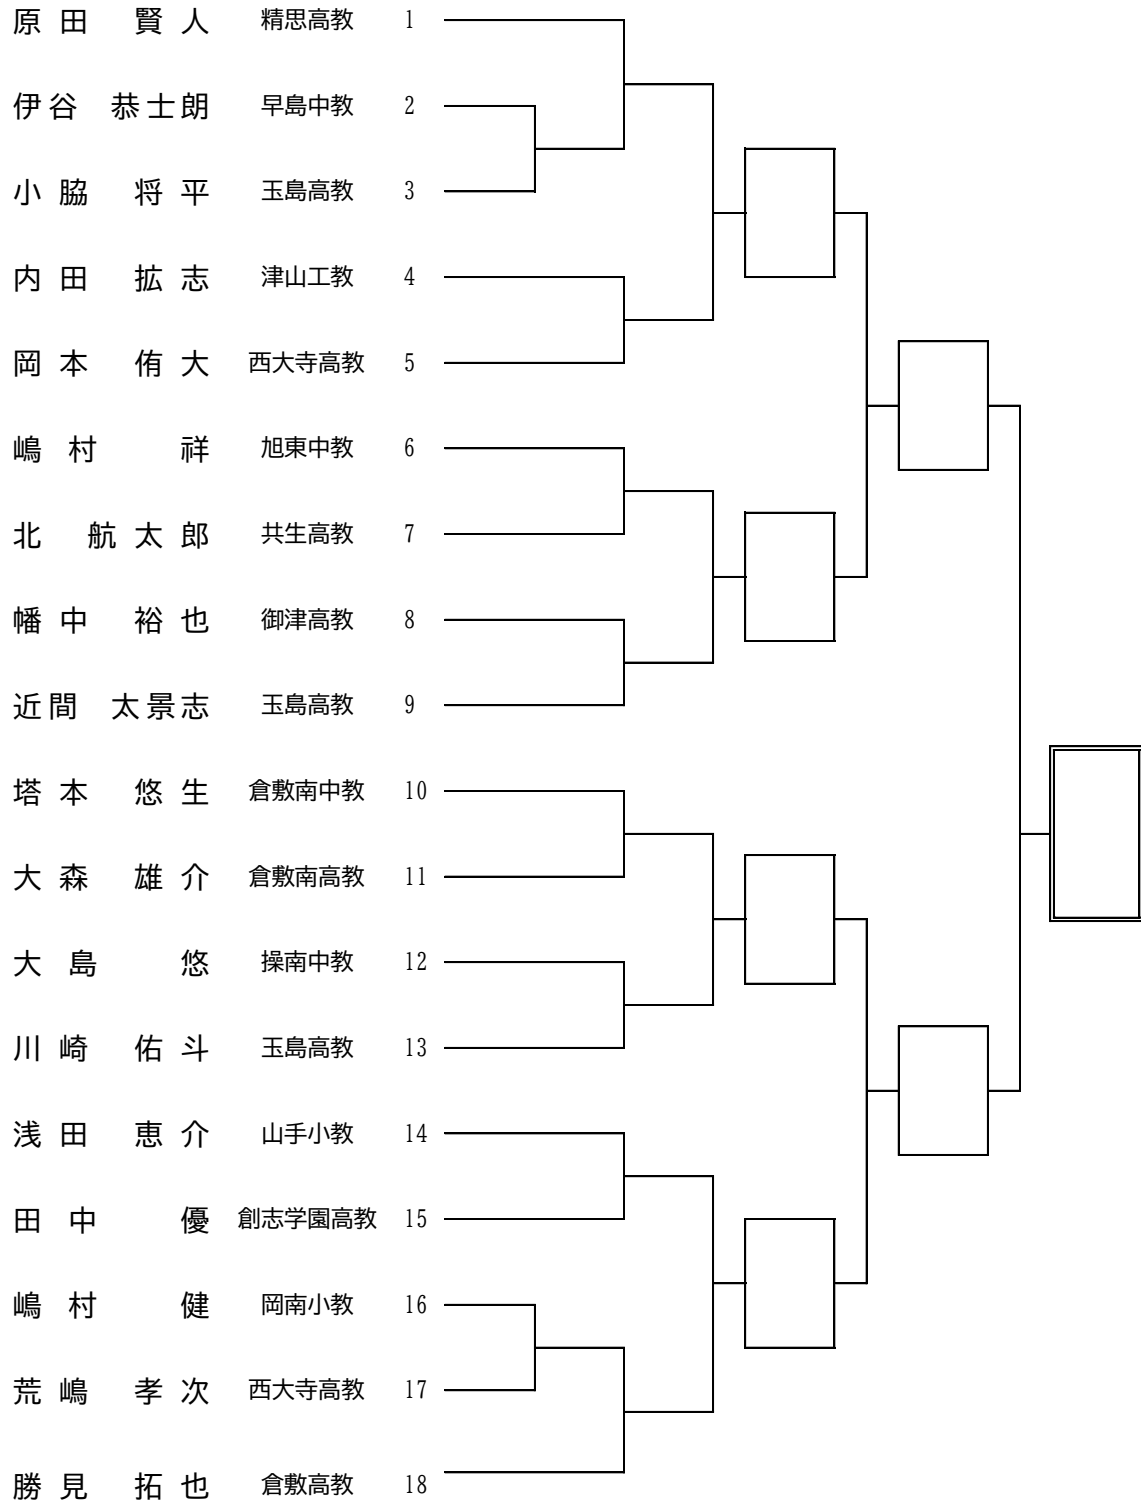 原田 賢人 精思高教 1
伊谷 恭士朗 早島中教 2
小脇 将平 玉島高教 3
内田 拡志 津山工教 4
岡本 侑大 西大寺高教 5
嶋村 祥 旭東中教 6
北 航太郎 共生高教 7
幡中 裕也 御津高教 8
近間 太景志 玉島高教 9
塔本 悠生 倉敷南中教 10
大森 雄介 倉敷南高教 11
大島 悠 操南中教 12
川崎 佑斗 玉島高教 13
浅田 恵介 山手小教 14
田中 優 創志学園高教 15
嶋村 健 岡南小教 16
荒嶋 孝次 西大寺高教 17
勝見 拓也 倉敷高教 18